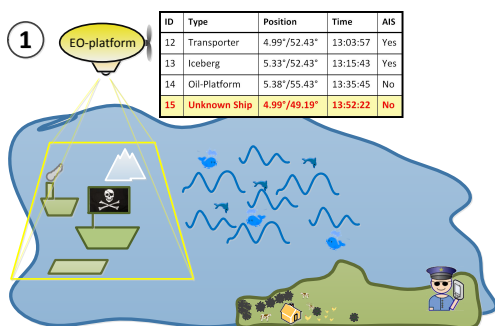 1
EO-platform
ID Type Position Time AIS
12 Transporter 4.99°/52.43° 13:03:57 Yes
13 Iceberg 5.33°/52.43° 13:15:43 Yes
14 Oil-Platform 5.38°/55.43° 13:35:45 No
15 Unknown Ship 4.99°/49.19° 13:52:22 No